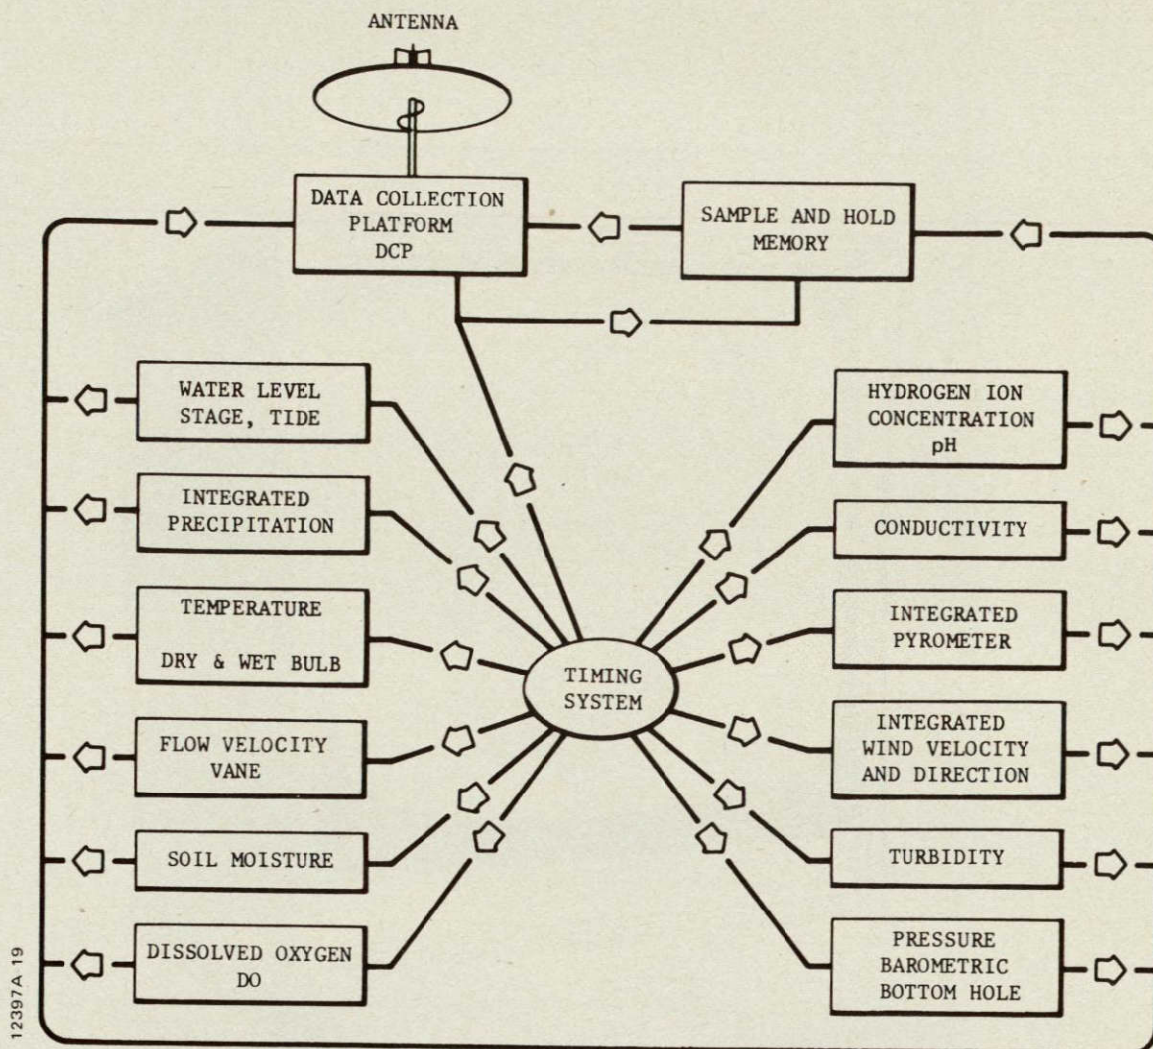 ANTENNA
DATA COLLECTION
PLATFORM
DCP
SAMPLE AND HOLD
MEMORY
WATER LEVEL
STAGE, TIDE
INTEGRATED
PRECIPITATION
TEMPERATURE
DRY & WET BULB
FLOW VELOCITY
VANE
SOIL MOISTURE
DISSOLVED OXYGEN
DO
TIMING
SYSTEM
HYDROGEN ION
CONCENTRATION
pH
CONDUCTIVITY
INTEGRATED
PYROMETER
INTEGRATED
WIND VELOCITY
AND DIRECTION
TURBIDITY
PRESSURE
BAROMETRIC
BOTTOM HOLE
12397A 19